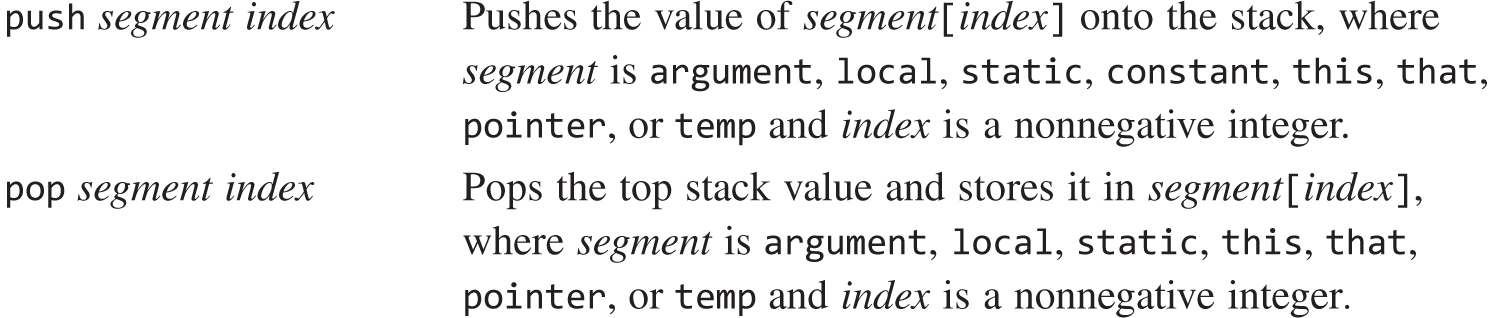 push segment index Pushes the value of segment[index] onto the stack, where
segment is argument, local, static, constant, this, that,
pointer, or temp and index is a nonnegative integer.
pop segment index Pops the top stack value and stores it in segment[index],
where segment is argument, local, static, this, that,
pointer, or temp and index is a nonnegative integer.